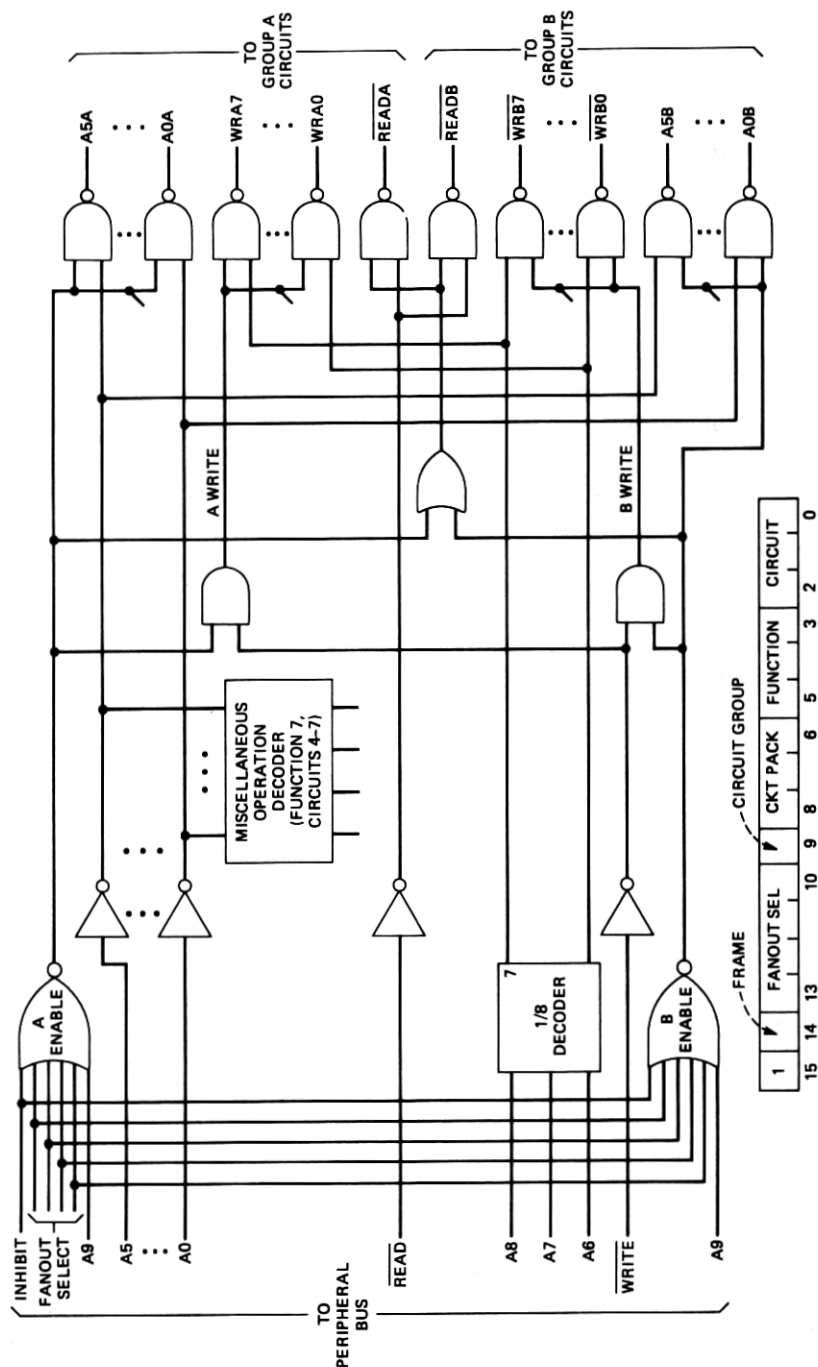 INHIBIT
FANOUT
SELECT
A9
A5
A0
READ
A8
A7
A6
WRITE
A9
TO
PERIPHERAL
BUS
A
ENABLE
MISCELLANEOUS
OPERATION
DECODER
(FUNCTION 7,
CIRCUITS 4–7)
7
1/8
DECODER
B
ENABLE
A WRITE
B WRITE
A5A
A0A
WRA7
WRA0
READA
READB
WRB7
WRB0
A5B
A0B
TO
GROUP A
CIRCUITS
TO
GROUP B
CIRCUITS
FRAME
CIRCUIT GROUP
1 FANOUT SEL CKT PACK FUNCTION CIRCUIT
15 14 13 10 9 8 6 5 3 2 0